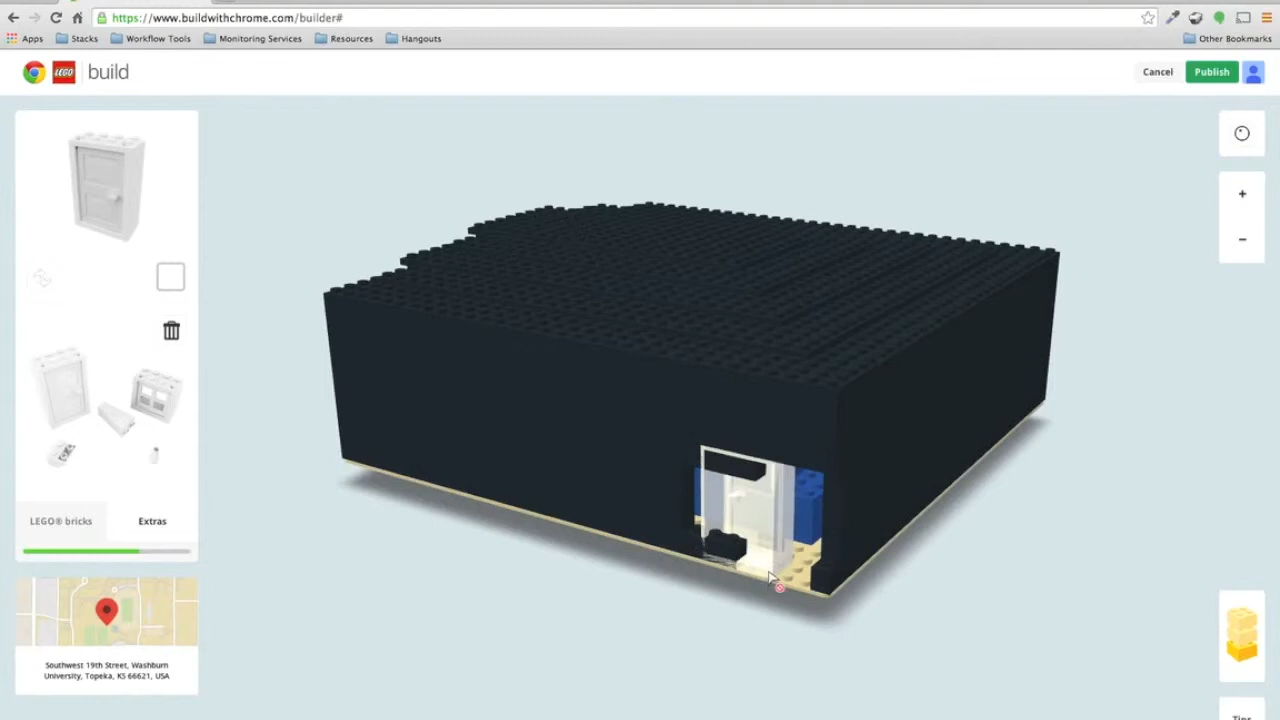 https://www.buildwithchrome.com/builder#
Apps Stacks Workflow Tools Monitoring Services Resources Hangouts Other Bookmarks
LEGO build Cancel Publish
LEGO® bricks Extras
Southwest 19th Street, Washburn
University, Topeka, KS 66621, USA
Tips